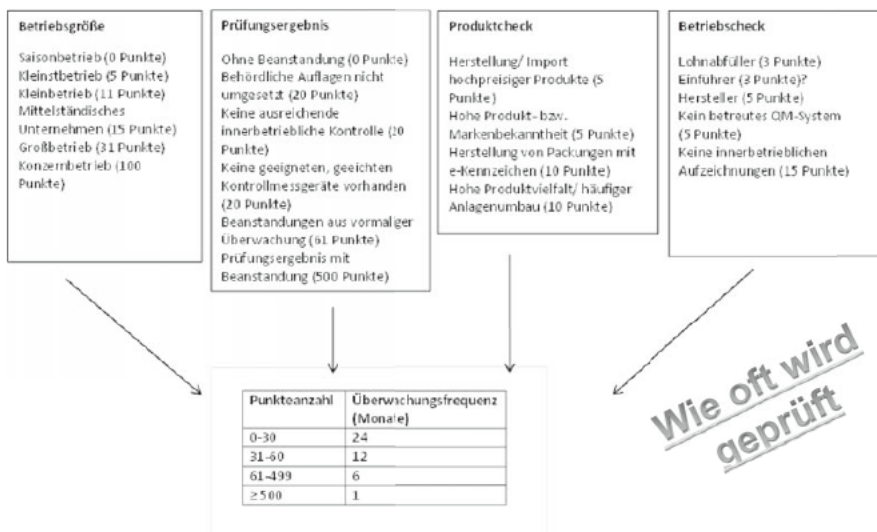 Betriebsgröße
Saisonbetrieb (0 Punkte)
Kleinstbetrieb (5 Punkte)
Kleinbetrieb (11 Punkte)
Mittelständisches
Unternehmen (15 Punkte)
Großbetrieb (31 Punkte)
Konzernbetrieb (100
Punkte)
Prüfungsergebnis
Ohne Beanstandung (0 Punkte)
Behördliche Auflagen nicht
umgesetzt (20 Punkte)
Keine ausreichende
innerbetriebliche Kontrolle (20
Punkte)
Keine geeigneten, geeichten
Kontrollmessgeräte vorhanden
(20 Punkte)
Beanstandungen aus vormaliger
Überwachung (61 Punkte)
Prüfungsergebnis mit
Beanstandung (500 Punkte)
Produktcheck
Herstellung/ Import
hochpreisiger Produkte (5
Punkte)
Hohe Produkt- bzw.
Markenbekanntheit (5 Punkte)
Herstellung von Packungen mit
e-Kennzeichen (10 Punkte)
Hohe Produktvielfalt/ häufiger
Anlagenumbau (10 Punkte)
Betriebscheck
Lohnabfüller (3 Punkte)
Einführer (3 Punkte)?
Hersteller (5 Punkte)
Kein betreutes QM-System
(5 Punkte)
Keine innerbetrieblichen
Aufzeichnungen (15 Punkte)
Punkteanzahl Überwachungsfrequenz
(Monate)
0-30 24
31-60 12
61-499 6
≥500 1
Wie oft wird
geprüft